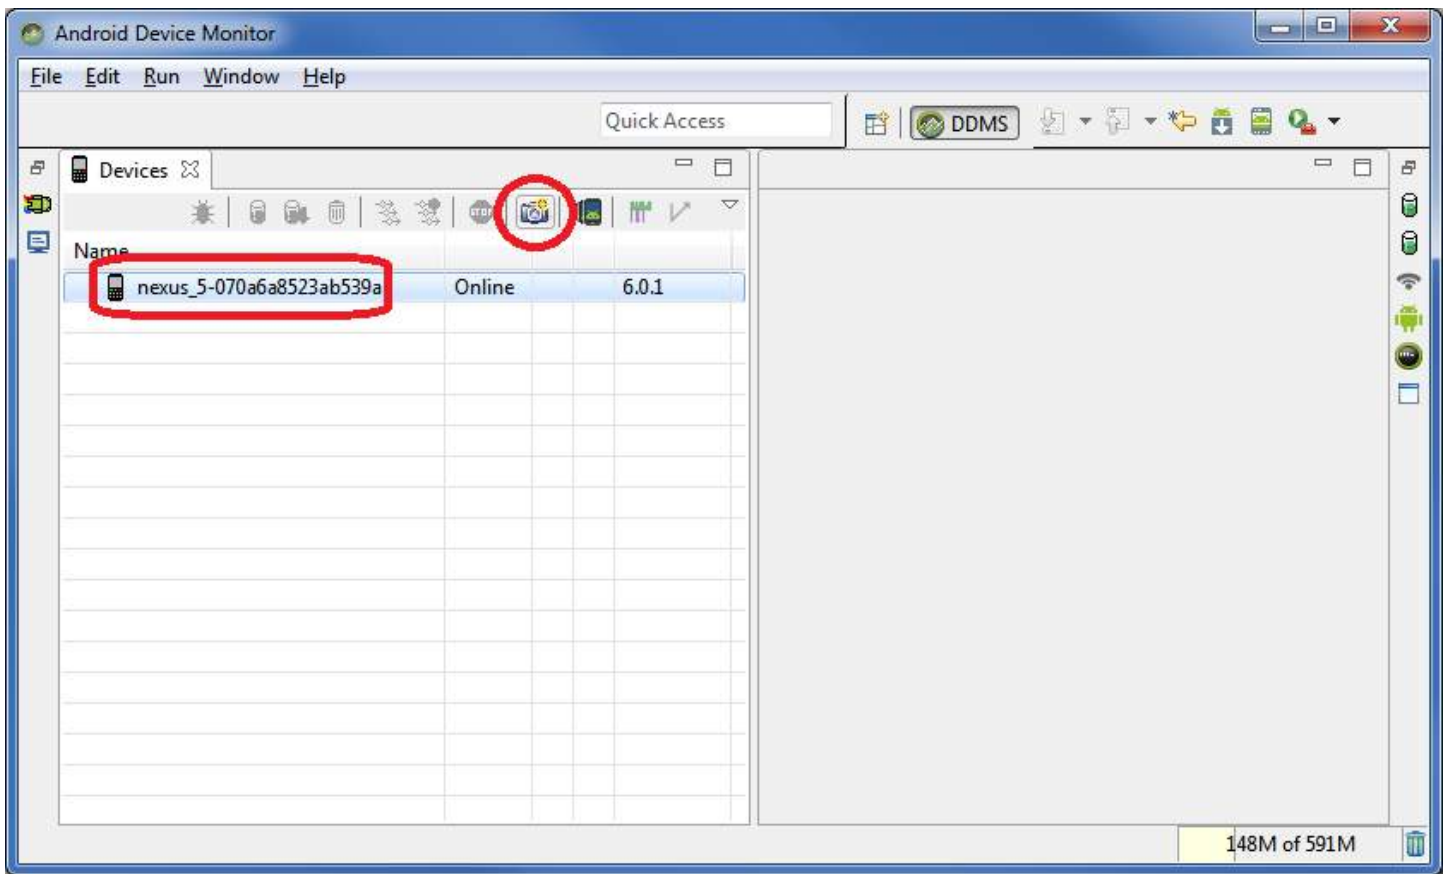 Android Device Monitor
File Edit Run Window Help
Quick Access
DDMS
Devices
STOP
Name
nexus_5-070a6a8523ab539a Online 6.0.1
148M of 591M